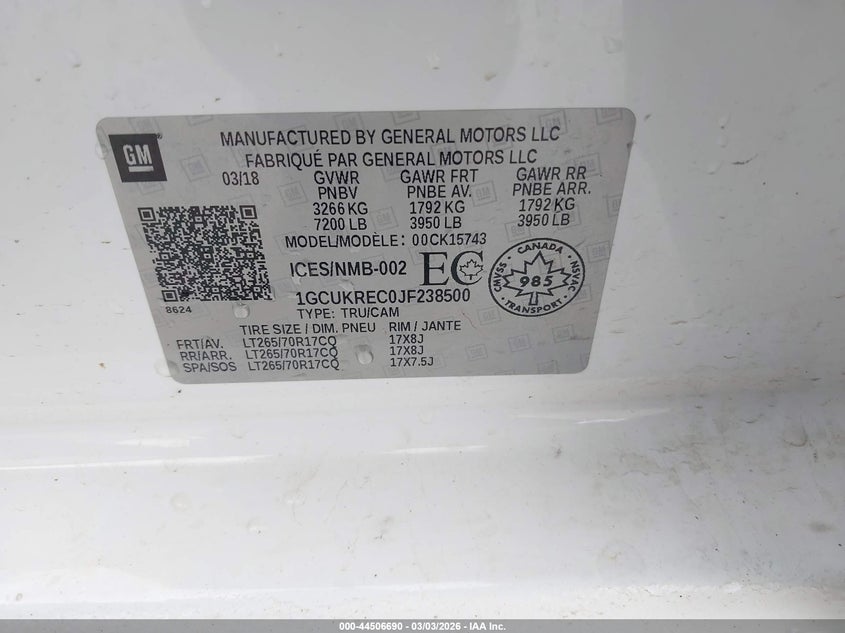 GM
MANUFACTURED BY GENERAL MOTORS LLC
FABRIQUÉ PAR GENERAL MOTORS LLC
03/18 GVWR GAWR FRT GAWR RR
PNBV PNBE AV. PNBE ARR.
3266 KG 1792 KG 1792 KG
7200 LB 3950 LB 3950 LB
MODEL/MODÈLE: 00CK15743
ICES/NMB-002 EC
CANADA
CMVSS 985 NSVAC
TRANSPORT
1GCUKREC0JF238500
8624
TYPE: TRU/CAM
TIRE SIZE / DIM. PNEU RIM / JANTE
FRT/AV. LT265/70R17CQ 17X8J
RR/ARR. LT265/70R17CQ 17X8J
SPA/SOS LT265/70R17CQ 17X7.5J
000-44506690 - 03/03/2026 - IAA Inc.